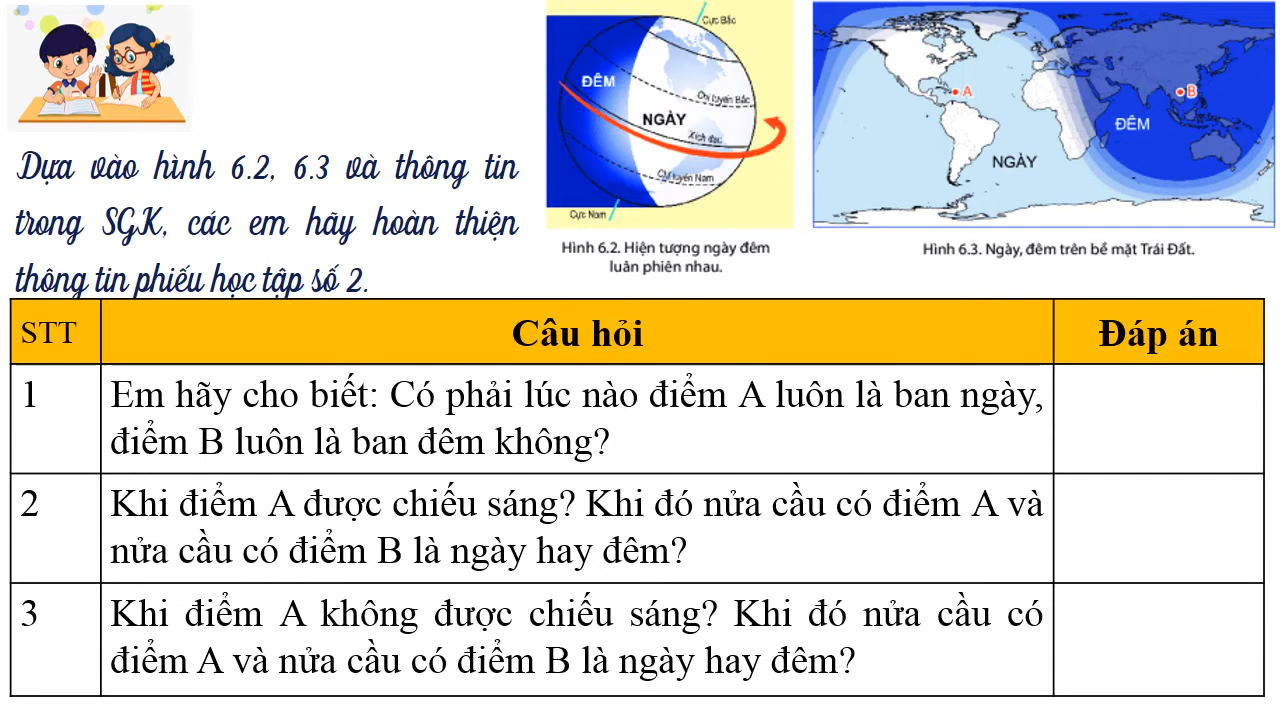 Dựa vào hình 6.2, 6.3 và thông tin
trong SGK, các em hãy hoàn thiện
thông tin phiếu học tập số 2.
Cực Bắc
ĐÊM
Chí tuyến Bắc
NGÀY
Xích đạo
Chí tuyến Nam
Cực Nam
Hình 6.2. Hiện tượng ngày đêm
luân phiên nhau.
A
B
ĐÊM
NGÀY
Hình 6.3. Ngày, đêm trên bề mặt Trái Đất.
STT Câu hỏi Đáp án
1 Em hãy cho biết: Có phải lúc nào điểm A luôn là ban ngày,
điểm B luôn là ban đêm không?
2 Khi điểm A được chiếu sáng? Khi đó nửa cầu có điểm A và
nửa cầu có điểm B là ngày hay đêm?
3 Khi điểm A không được chiếu sáng? Khi đó nửa cầu có
điểm A và nửa cầu có điểm B là ngày hay đêm?